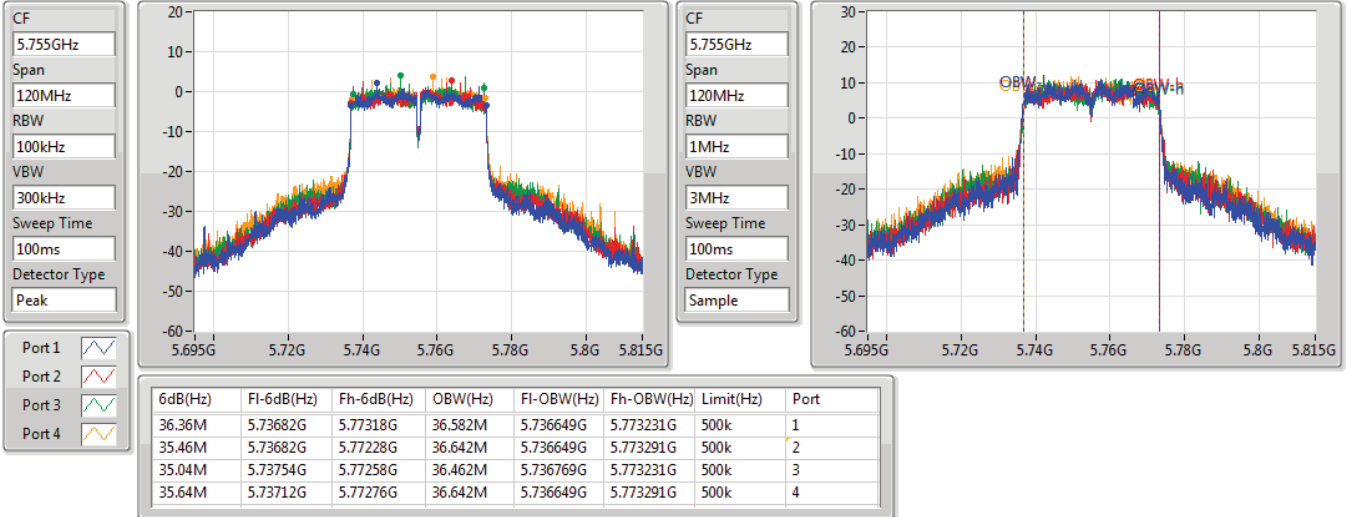 CF
5.755GHz
Span
120MHz
RBW
100kHz
VBW
300kHz
Sweep Time
100ms
Detector Type
Peak
20
10
0
-10
-20
-30
-40
-50
-60
5.695G 5.72G 5.74G 5.76G 5.78G 5.8G 5.815G
CF
5.755GHz
Span
120MHz
RBW
1MHz
VBW
3MHz
Sweep Time
100ms
Detector Type
Sample
30
20
10
0
-10
-20
-30
-40
-50
-60
OBW-h
5.695G 5.72G 5.74G 5.76G 5.78G 5.8G 5.815G
Port 1
Port 2
Port 3
Port 4
6dB(Hz) Fl-6dB(Hz) Fh-6dB(Hz) OBW(Hz) Fl-OBW(Hz) Fh-OBW(Hz) Limit(Hz) Port
36.36M 5.73682G 5.77318G 36.582M 5.736649G 5.773231G 500k 1
35.46M 5.73682G 5.77228G 36.642M 5.736649G 5.773291G 500k 2
35.04M 5.73754G 5.77258G 36.462M 5.736769G 5.773231G 500k 3
35.64M 5.73712G 5.77276G 36.642M 5.736649G 5.773291G 500k 4